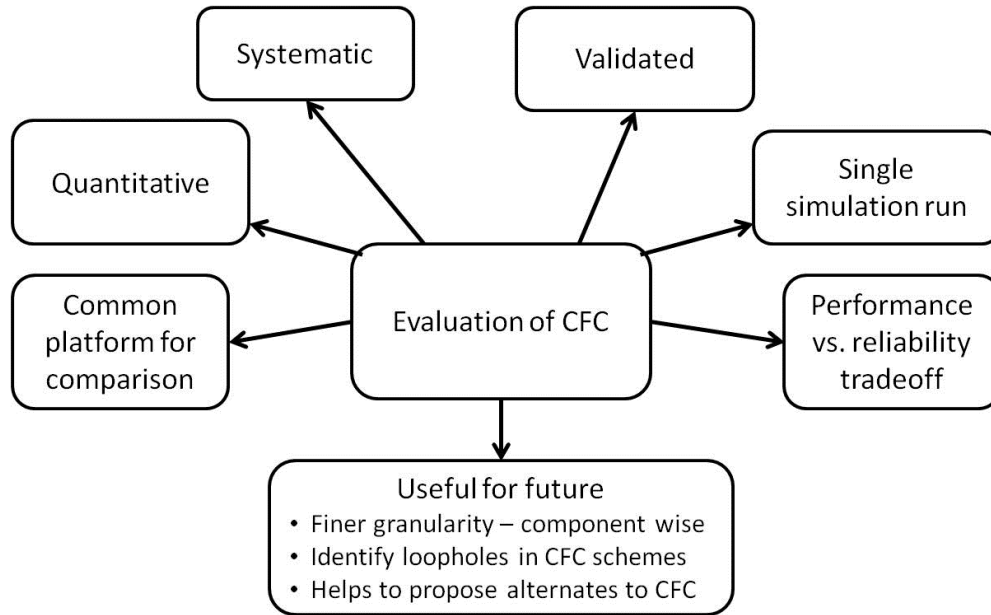 Systematic
Validated
Quantitative
Single
simulation run
Evaluation of CFC
Common
platform for
comparison
Performance
vs. reliability
tradeoff
Useful for future
• Finer granularity – component wise
• Identify loopholes in CFC schemes
• Helps to propose alternates to CFC